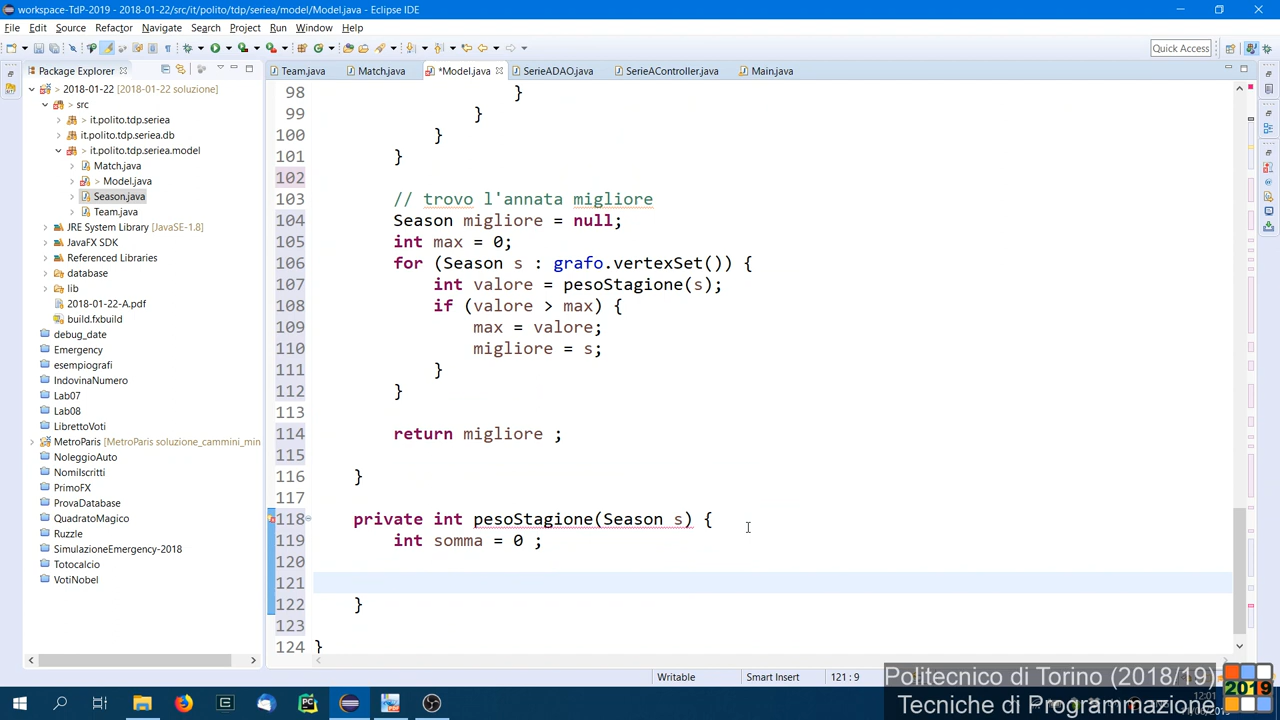 workspace-TdP-2019 - 2018-01-22/src/it/polito/tdp/seriea/model/Model.java - Eclipse IDE
File Edit Source Refactor Navigate Search Project Run Window Help
Quick Access
Package Explorer
Team.java Match.java *Model.java SerieADAO.java SerieAController.java Main.java
> 2018-01-22 [2018-01-22 soluzione]
> src
> it.polito.tdp.seriea
it.polito.tdp.seriea.db
> it.polito.tdp.seriea.model
Match.java
> Model.java
Season.java
Team.java
JRE System Library [JavaSE-1.8]
JavaFX SDK
Referenced Libraries
database
lib
2018-01-22-A.pdf
build.fxbuild
debug_date
Emergency
esempiografi
IndovinaNumero
Lab07
Lab08
LibrettoVoti
MetroParis [MetroParis soluzione_cammini_min
NoleggioAuto
NomiIscritti
PrimoFX
ProvaDatabase
QuadratoMagico
Ruzzle
SimulazioneEmergency-2018
Totocalcio
VotiNobel
98 }
99 }
100 }
101 }
102
103 // trovo l'annata migliore
104 Season migliore = null;
105 int max = 0;
106 for (Season s : grafo.vertexSet()) {
107 int valore = pesoStagione(s);
108 if (valore > max) {
109 max = valore;
110 migliore = s;
111 }
112 }
113
114 return migliore ;
115
116 }
117
118 private int pesoStagione(Season s) {
119 int somma = 0 ;
120
121
122 }
123
124 }
Writable Smart Insert 121 : 9
Politecnico di Torino (2018/19)
Tecniche di Programmazione
2019
12:01